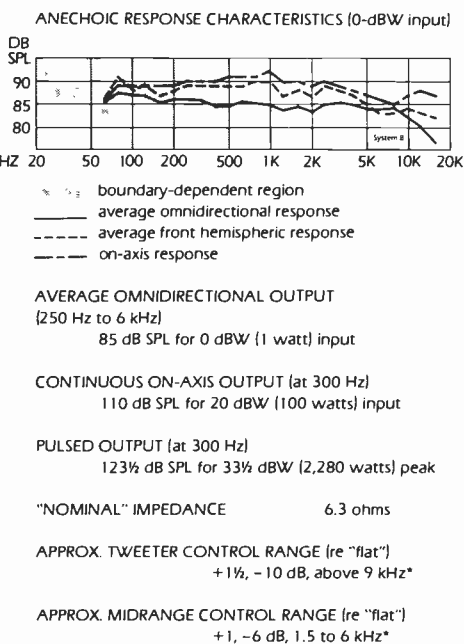 ANECHOIC RESPONSE CHARACTERISTICS (0-dBW input)
DB
SPL
90
85
80
System B
HZ 20 50 100 200 500 1K 2K 5K 10K 20K
boundary-dependent region
average omnidirectional response
average front hemispheric response
on-axis response
AVERAGE OMNIDIRECTIONAL OUTPUT
(250 Hz to 6 kHz)
85 dB SPL for 0 dBW (1 watt) input
CONTINUOUS ON-AXIS OUTPUT (at 300 Hz)
110 dB SPL for 20 dBW (100 watts) input
PULSED OUTPUT (at 300 Hz)
123½ dB SPL for 33½ dBW (2,280 watts) peak
"NOMINAL" IMPEDANCE 6.3 ohms
APPROX. TWEETER CONTROL RANGE (re "flat")
+1½, -10 dB, above 9 kHz*
APPROX. MIDRANGE CONTROL RANGE (re "flat")
+1, -6 dB, 1.5 to 6 kHz*